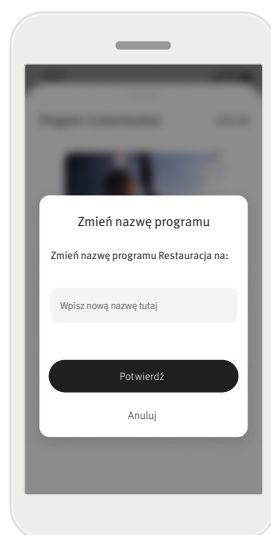 Zmień nazwę programu
Zmień nazwę programu Restauracja na:
Wpisz nową nazwę tutaj
Potwierdź
Anuluj